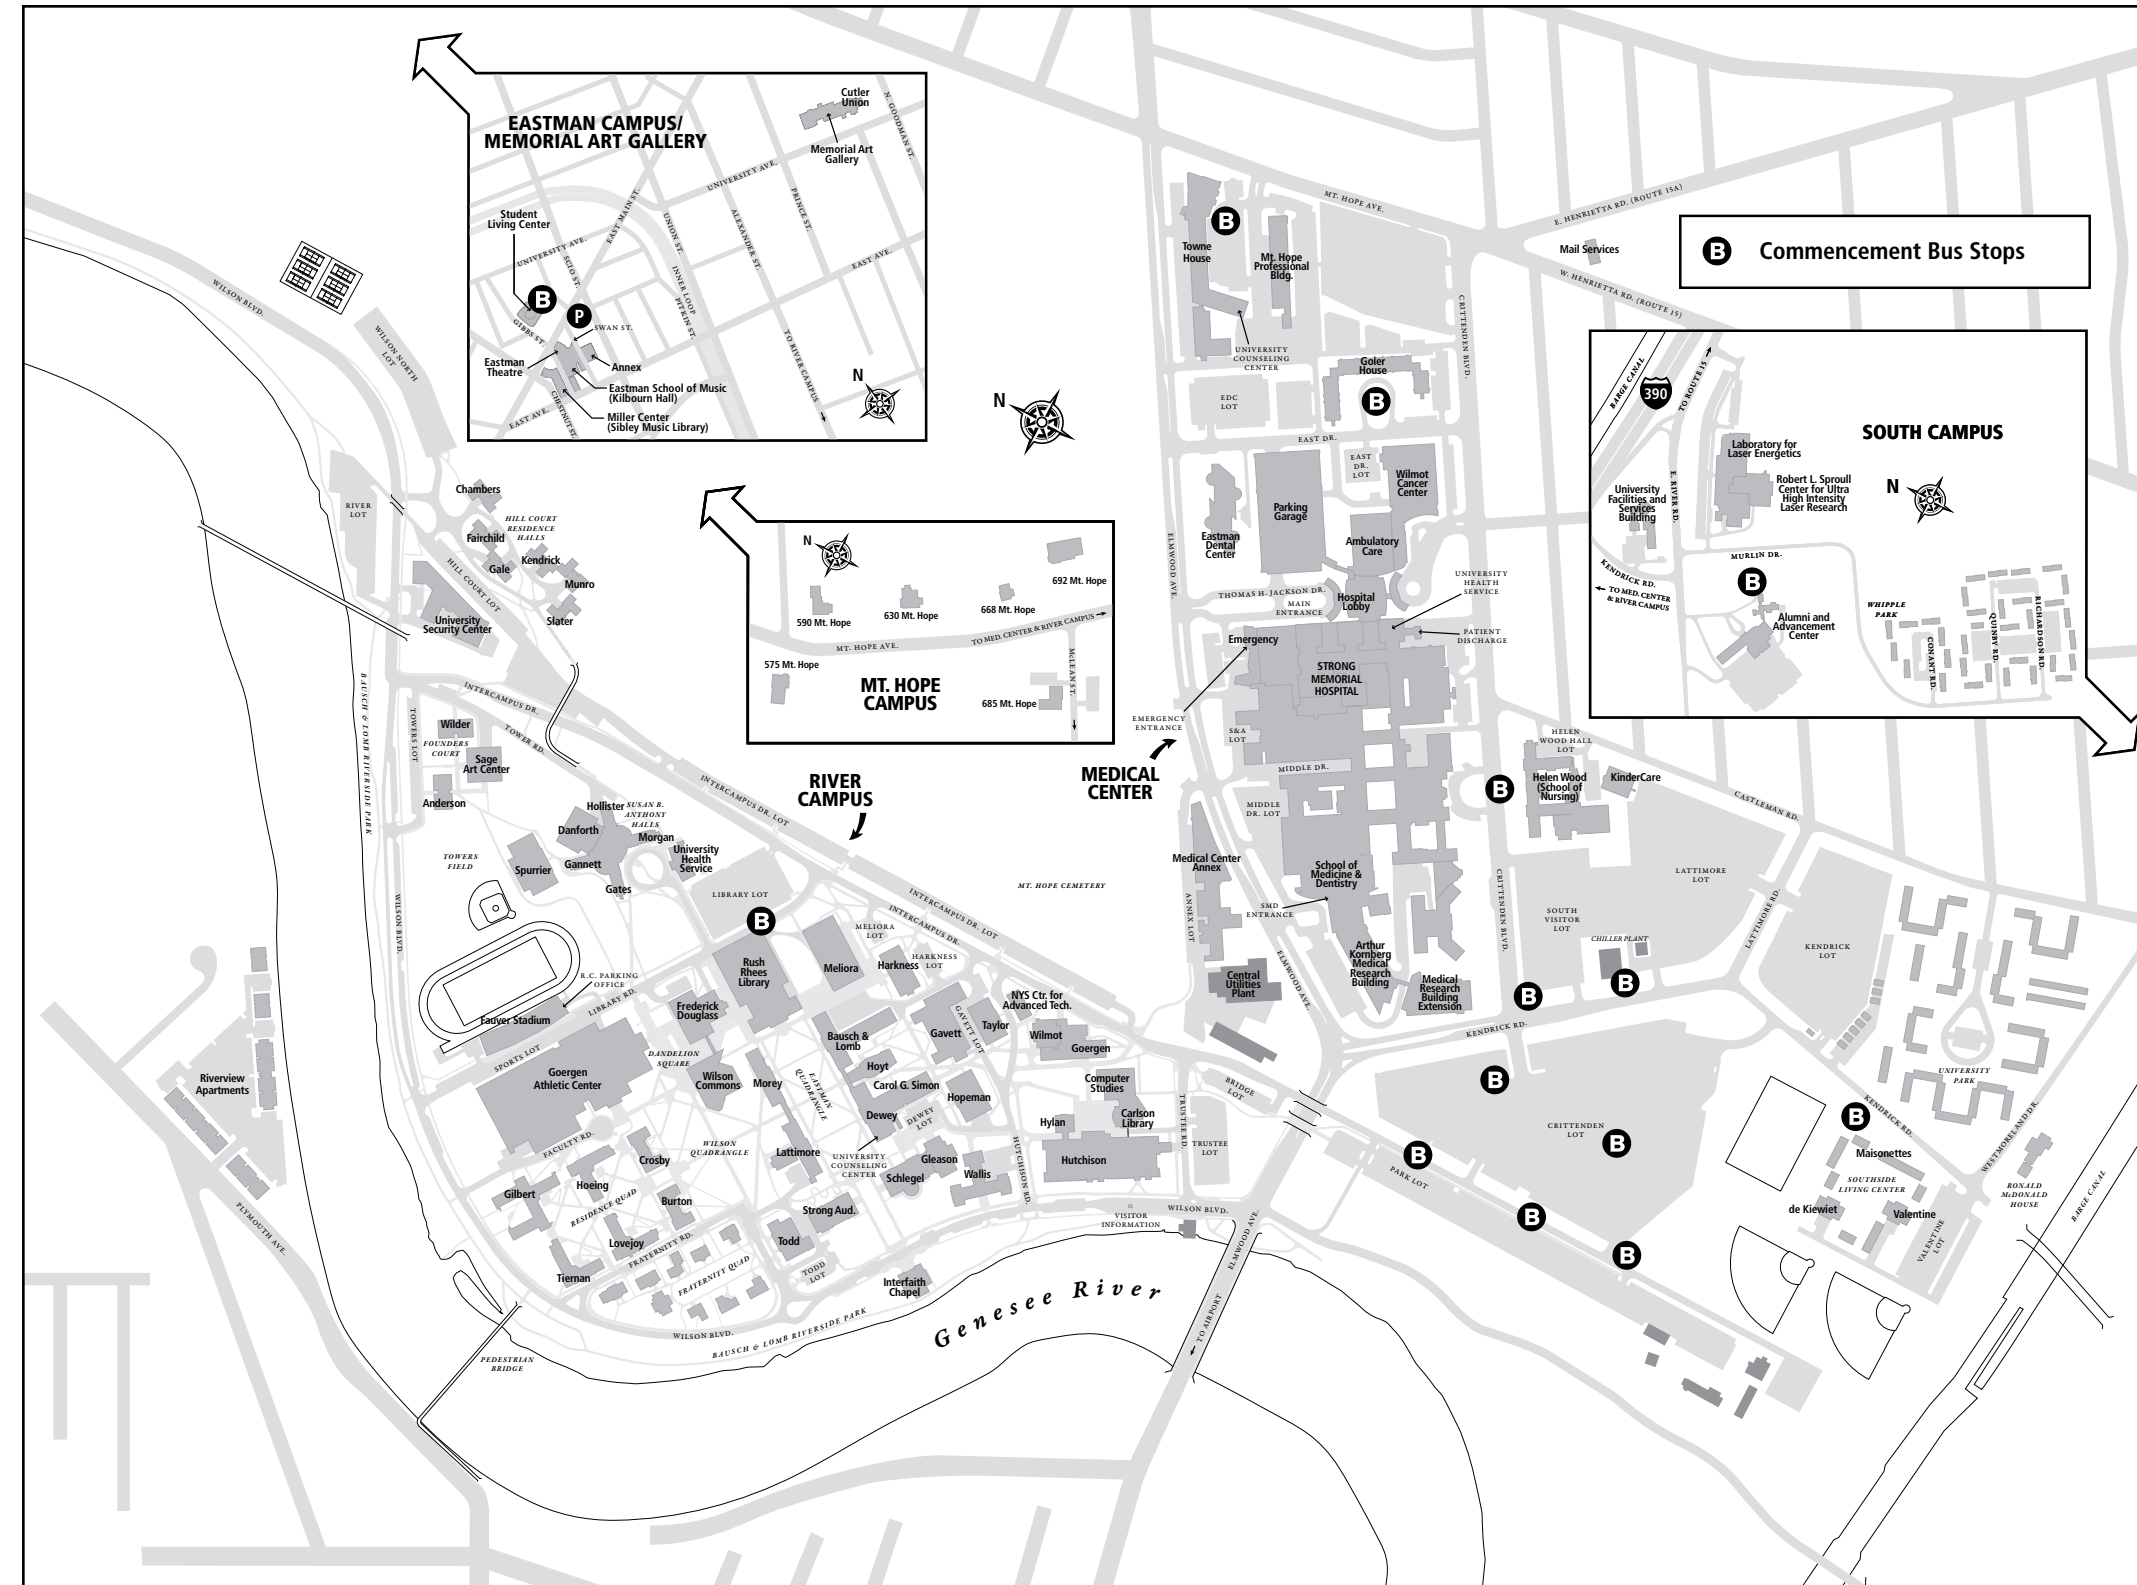 EASTMAN CAMPUS/
MEMORIAL ART GALLERY
Cutler
Union
Memorial Art
Gallery
N. GOODMAN ST.
UNIVERSITY AVE.
PRINCE ST.
ALEXANDER ST.
UNION ST.
EAST MAIN ST.
Student
Living Center
UNIVERSITY AVE.
SCIO ST.
EAST AVE.
INNER LOOP
PITKIN ST.
B
P
GIBBS ST.
SWAN ST.
TO RIVER CAMPUS
Eastman
Theatre
Annex
Eastman School of Music
(Kilbourn Hall)
Miller Center
(Sibley Music Library)
EAST AVE.
CHESTNUT ST.
N
N
WILSON BLVD.
WILSON NORTH
LOT
RIVER
LOT
Chambers
HILL COURT
RESIDENCE
HALLS
Fairchild
Gale
Kendrick
Munro
Slater
HILL COURT LOT
University
Security Center
N
692 Mt. Hope
590 Mt. Hope
630 Mt. Hope
668 Mt. Hope
TO MED. CENTER & RIVER CAMPUS
MT. HOPE AVE.
575 Mt. Hope
McLEAN ST.
685 Mt. Hope
MT. HOPE
CAMPUS
MT. HOPE AVE.
E. HENRIETTA RD. (ROUTE 15A)
Mail Services
W. HENRIETTA RD. (ROUTE 15)
B Commencement Bus Stops
B
Towne
House
Mt. Hope
Professional
Bldg.
CRITTENDEN BLVD.
UNIVERSITY
COUNSELING
CENTER
Goler
House
B
EDC
LOT
EAST DR.
EAST
DR.
LOT
Wilmot
Cancer
Center
Parking
Garage
Eastman
Dental
Center
Ambulatory
Care
ELMWOOD AVE.
THOMAS H. JACKSON DR.
MAIN
ENTRANCE
Hospital
Lobby
UNIVERSITY
HEALTH
SERVICE
PATIENT
DISCHARGE
Emergency
STRONG
MEMORIAL
HOSPITAL
EMERGENCY
ENTRANCE
S&A
LOT
MEDICAL
CENTER
MIDDLE DR.
MIDDLE
DR. LOT
BARGE CANAL
390
TO ROUTE 15
SOUTH CAMPUS
Laboratory for
Laser Energetics
Robert L. Sproull
Center for Ultra
High Intensity
Laser Research
N
University
Facilities and
Services
Building
E. RIVER RD.
MURLIN DR.
KENDRICK RD.
TO MED. CENTER
& RIVER CAMPUS
B
Alumni and
Advancement
Center
WHIPPLE
PARK
CONANT RD.
QUINBY RD.
RICHARDSON RD.
HELEN
WOOD HALL
LOT
B
Helen Wood
(School of
Nursing)
KinderCare
CASTLEMAN RD.
Medical Center
Annex
School of
Medicine &
Dentistry
SMD
ENTRANCE
ANNEX LOT
ELMWOOD AVE.
CRITTENDEN BLVD.
LATTIMORE
LOT
SOUTH
VISITOR
LOT
LATTIMORE RD.
CHILLER PLANT
KENDRICK
LOT
Arthur
Kornberg
Medical
Research
Building
Medical
Research
Building
Extension
Central
Utilities
Plant
B
B
KENDRICK RD.
B
UNIVERSITY
PARK
KENDRICK RD.
WESTMORELAND DR.
B
Maisonettes
SOUTHSIDE
LIVING CENTER
de Kiewiet
Valentine
VALENTINE
LOT
RONALD
McDONALD
HOUSE
BARGE CANAL
CRITTENDEN
LOT
B
B
PARK LOT
B
B
BAUSCH & LOMB RIVERSIDE PARK
INTERCAMPUS DR.
TOWER RD.
TOWERS LOT
Wilder
FOUNDERS
COURT
Sage
Art Center
Anderson
INTERCAMPUS DR. LOT
RIVER
CAMPUS
Hollister
SUSAN B.
ANTHONY
HALLS
Danforth
Morgan
University
Health
Service
Gannett
Gates
Spurrier
TOWERS
FIELD
LIBRARY LOT
B
MT. HOPE CEMETERY
INTERCAMPUS DR. LOT
INTERCAMPUS DR.
WILSON BLVD.
MELIORA
LOT
HARKNESS
LOT
Meliora
Harkness
Rush
Rhees
Library
R.C. PARKING
OFFICE
LIBRARY RD.
Fauver Stadium
Frederick
Douglass
NYS Ctr. for
Advanced Tech.
GAVETT LOT
Gavett
Taylor
Wilmot
Goergen
Bausch &
Lomb
Hoyt
Carol G. Simon
Hopeman
Computer
Studies
Carlson
Library
Dewey
DEWEY
LOT
Hylan
Hutchison
TRUSTEE RD.
TRUSTEE
LOT
BRIDGE
LOT
SPORTS LOT
Goergen
Athletic Center
DANDELION
SQUARE
Wilson
Commons
Morey
EASTMAN
QUADRANGLE
Riverview
Apartments
FACULTY RD.
Crosby
WILSON
QUADRANGLE
Lattimore
UNIVERSITY
COUNSELING
CENTER
Gleason
Schlegel
Wallis
HUTCHISON RD.
Gilbert
Hoeing
RESIDENCE QUAD
Burton
Strong Aud.
Lovejoy
Todd
FRATERNITY RD.
FRATERNITY QUAD
Tiernan
TODD
LOT
Interfaith
Chapel
VISITOR
INFORMATION
WILSON BLVD.
ELMWOOD AVE.
TO AIRPORT
Genesee River
WILSON BLVD.
BAUSCH & LOMB RIVERSIDE PARK
PEDESTRIAN
BRIDGE
PLYMOUTH AVE.